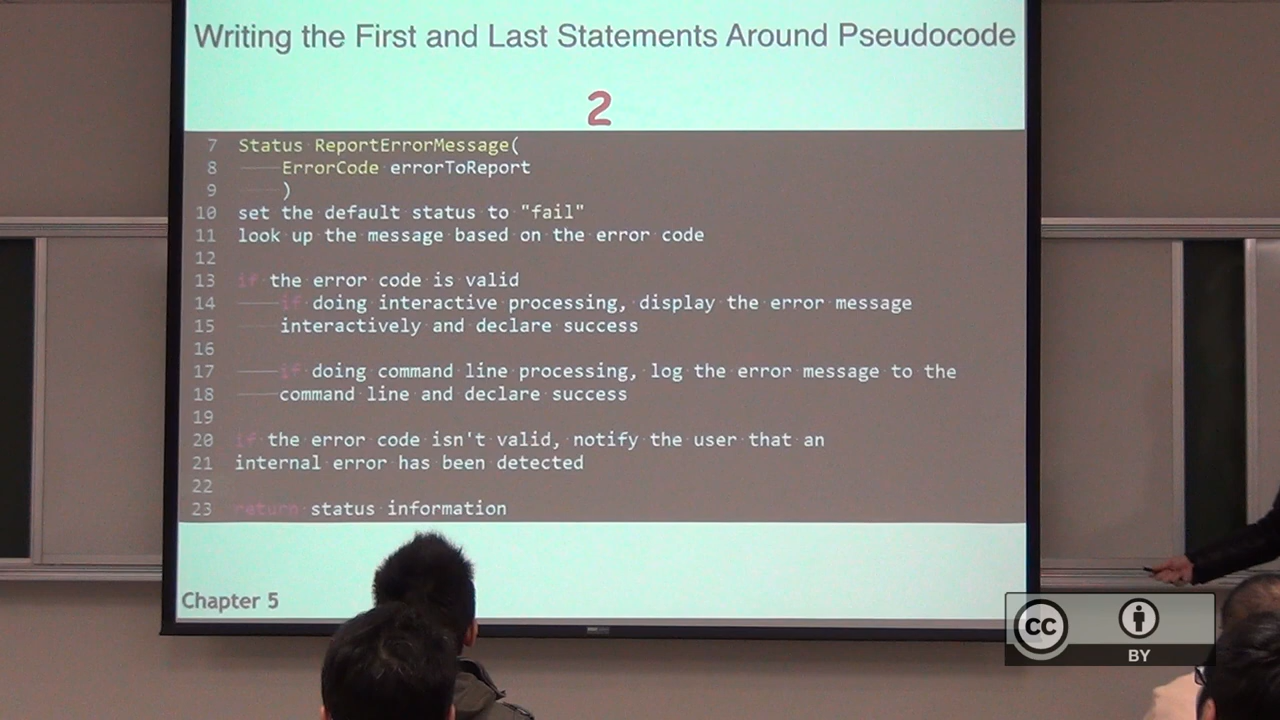 Writing the First and Last Statements Around Pseudocode
2
7 Status ReportErrorMessage(
8 ErrorCode errorToReport
9 )
10 set the default status to "fail"
11 look up the message based on the error code
12
13 if the error code is valid
14 if doing interactive processing, display the error message
15 interactively and declare success
16
17 if doing command line processing, log the error message to the
18 command line and declare success
19
20 if the error code isn't valid, notify the user that an
21 internal error has been detected
22
23 return status information
Chapter 5
CC
BY